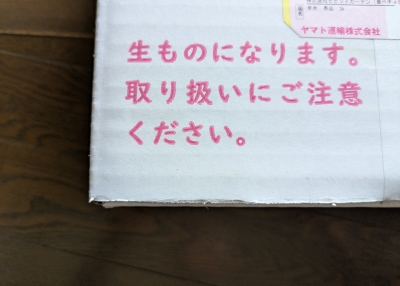 ヤマト運輸株式会社
生ものになります。
取り扱いにご注意
ください。